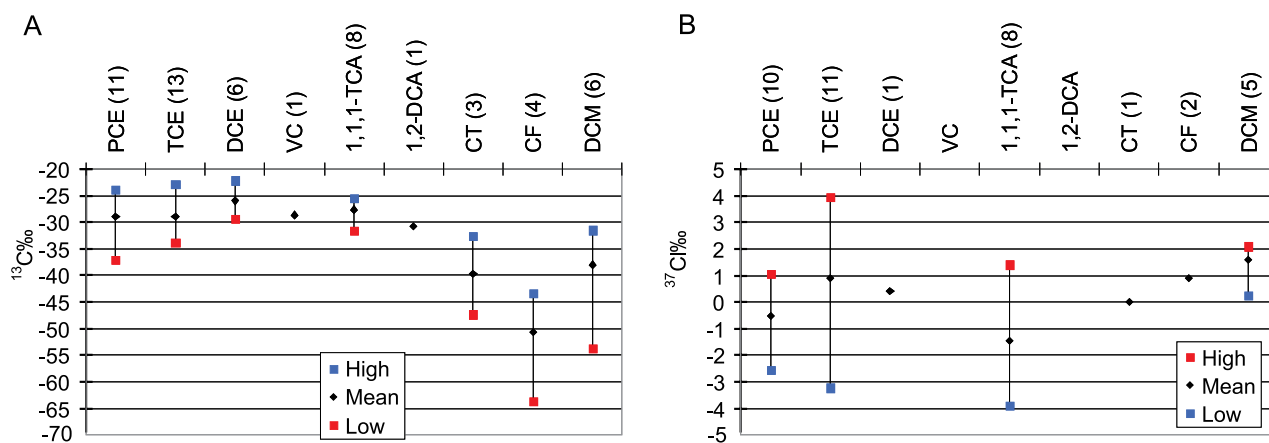 A
PCE (11)
TCE (13)
DCE (6)
VC (1)
1,1,1-TCA (8)
1,2-DCA (1)
CT (3)
CF (4)
DCM (6)
-20
-25
-30
-35
-40
-45
-50
-55
-60
-65
-70
¹³C‰
High
Mean
Low
B
PCE (10)
TCE (11)
DCE (1)
VC
1,1,1-TCA (8)
1,2-DCA
CT (1)
CF (2)
DCM (5)
5
4
3
2
1
0
-1
-2
-3
-4
-5
³⁷Cl‰
High
Mean
Low